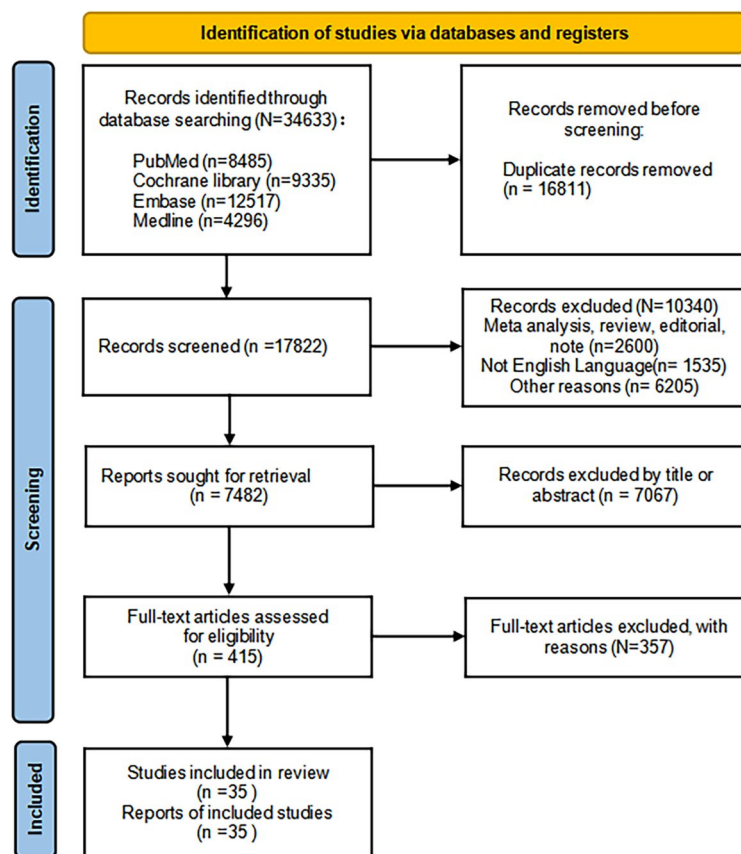 Identification of studies via databases and registers
Identification
Records identified through
database searching (N=34633)：
PubMed (n=8485)
Cochrane library (n=9335)
Embase (n=12517)
Medline (n=4296)
Records removed before
screening:
Duplicate records removed
(n = 16811)
Screening
Records screened (n =17822)
Records excluded (N=10340)
Meta analysis, review, editorial,
note (n=2600)
Not English Language(n= 1535)
Other reasons (n= 6205)
Reports sought for retrieval
(n = 7482)
Records excluded by title or
abstract (n = 7067)
Full-text articles assessed
for eligibility
(n = 415)
Full-text articles excluded, with
reasons (N=357)
Included
Studies included in review
(n =35 )
Reports of included studies
(n =35 )